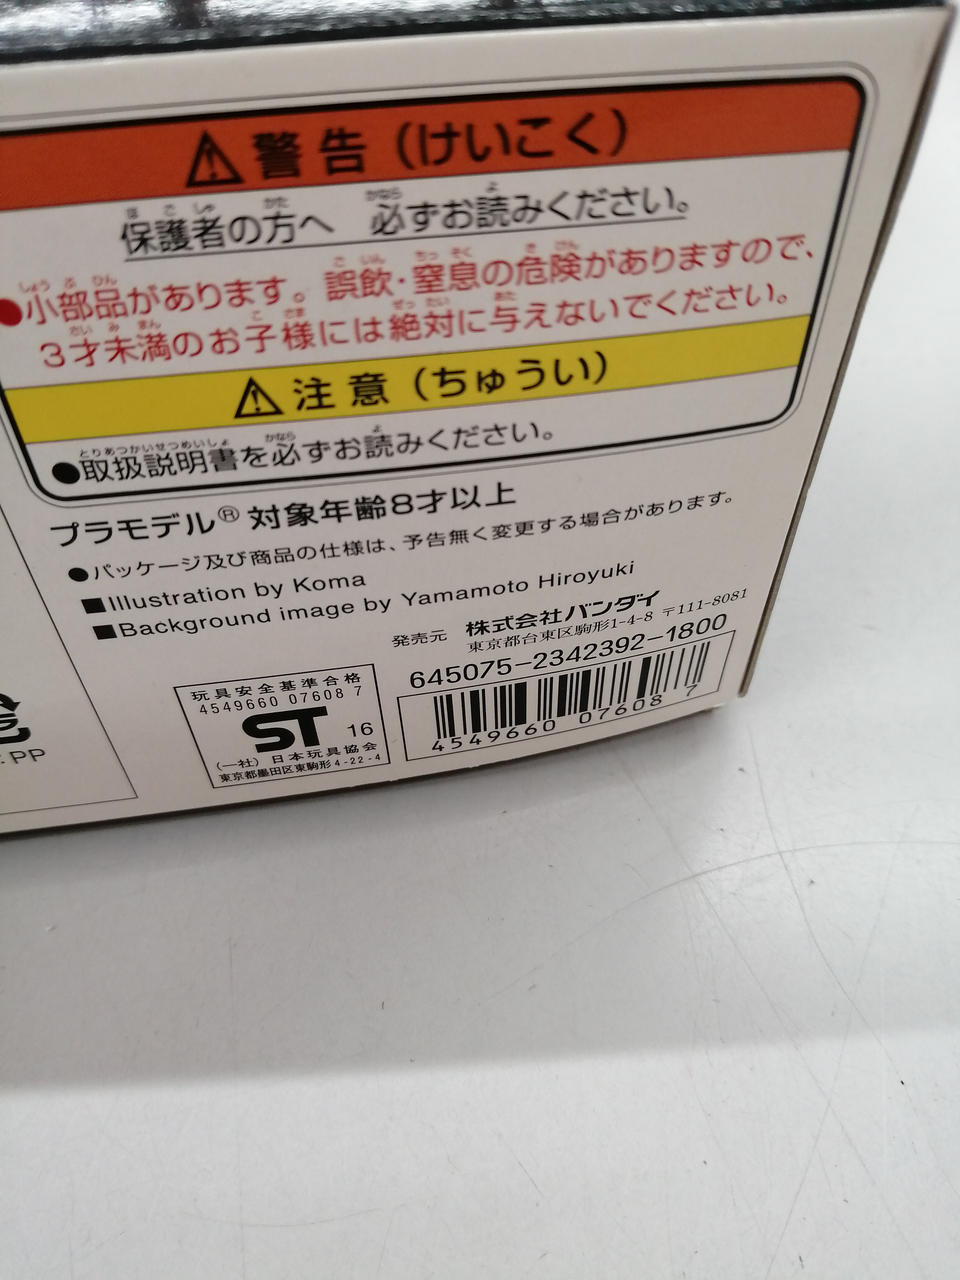 警告（けいこく）
保護者の方へ 必ずお読みください。
●小部品があります。誤飲・窒息の危険がありますので、
3才未満のお子様には絶対に与えないでください。
注意（ちゅうい）
●取扱説明書を必ずお読みください。
プラモデル® 対象年齢8才以上
●パッケージ及び商品の仕様は、予告無く変更する場合があります。
■Illustration by Koma
■Background image by Yamamoto Hiroyuki
発売元 株式会社バンダイ
東京都台東区駒形1-4-8 〒111-8081
645075-2342392-1800
4549660 07608 7
玩具安全基準合格
4549660 07608 7
ST 16
(一社) 日本玩具協会
東京都墨田区東駒形4-22-4
PP